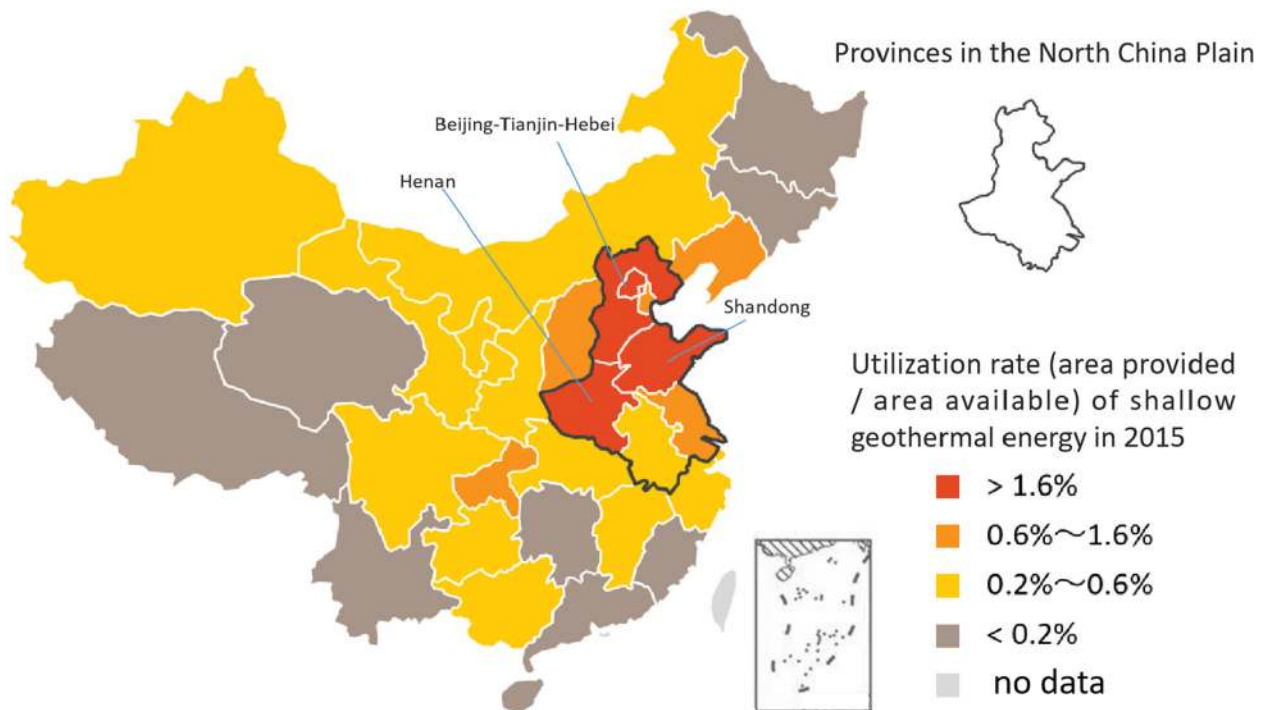 Provinces in the North China Plain
Beijing-Tianjin-Hebei
Henan
Shandong
Utilization rate (area provided
/ area available) of shallow
geothermal energy in 2015
> 1.6%
0.6%～1.6%
0.2%～0.6%
< 0.2%
no data